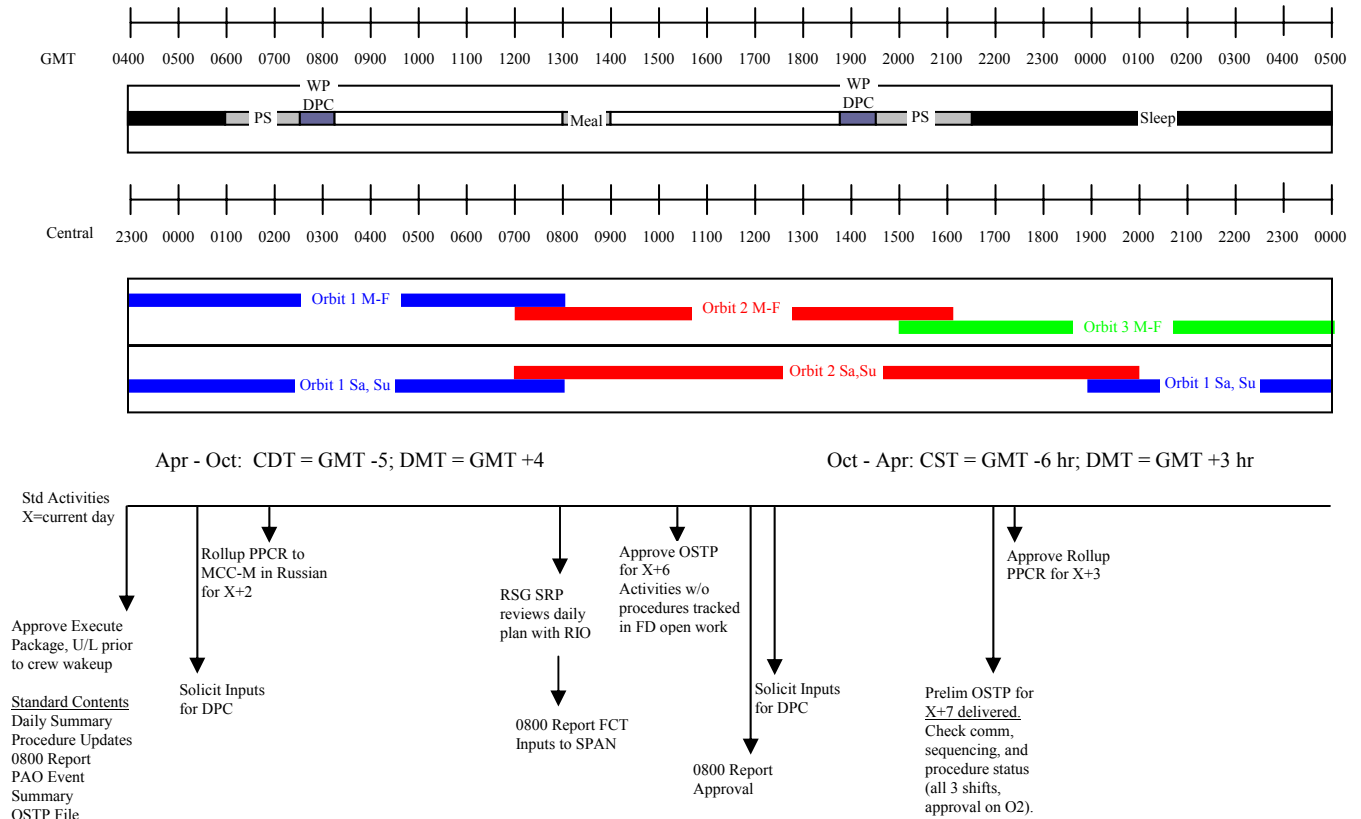 GMT
0400 0500 0600 0700 0800 0900 1000 1100 1200 1300 1400 1500 1600 1700 1800 1900 2000 2100 2200 2300 0000 0100 0200 0300 0400 0500
WP
DPC
WP
DPC
PS
Meal
PS
Sleep
Central
2300 0000 0100 0200 0300 0400 0500 0600 0700 0800 0900 1000 1100 1200 1300 1400 1500 1600 1700 1800 1900 2000 2100 2200 2300 0000
Orbit 1 M-F
Orbit 2 M-F
Orbit 3 M-F
Orbit 1 Sa, Su
Orbit 2 Sa,Su
Orbit 1 Sa, Su
Apr - Oct: CDT = GMT -5; DMT = GMT +4
Oct - Apr: CST = GMT -6 hr; DMT = GMT +3 hr
Std Activities
X=current day
Approve Execute
Package, U/L prior
to crew wakeup
Standard Contents
Daily Summary
Procedure Updates
0800 Report
PAO Event
Summary
OSTP File
Rollup PPCR to
MCC-M in Russian
for X+2
Solicit Inputs
for DPC
RSG SRP
reviews daily
plan with RIO
0800 Report FCT
Inputs to SPAN
Approve OSTP
for X+6
Activities w/o
procedures tracked
in FD open work
0800 Report
Approval
Solicit Inputs
for DPC
Prelim OSTP for
X+7 delivered.
Check comm,
sequencing, and
procedure status
(all 3 shifts,
approval on O2).
Approve Rollup
PPCR for X+3